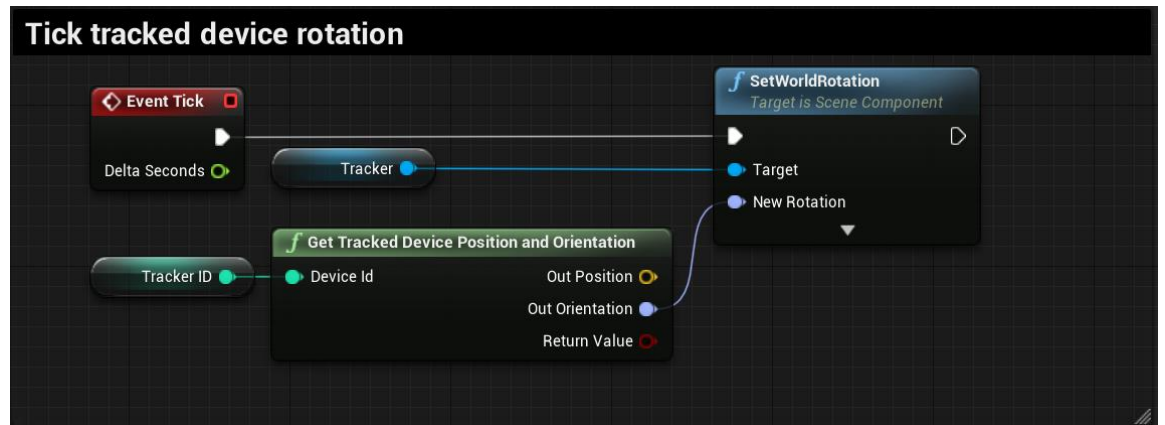 Tick tracked device rotation
Event Tick
Delta Seconds
Tracker
SetWorldRotation
Target is Scene Component
Target
New Rotation
Tracker ID
Get Tracked Device Position and Orientation
Device Id
Out Position
Out Orientation
Return Value